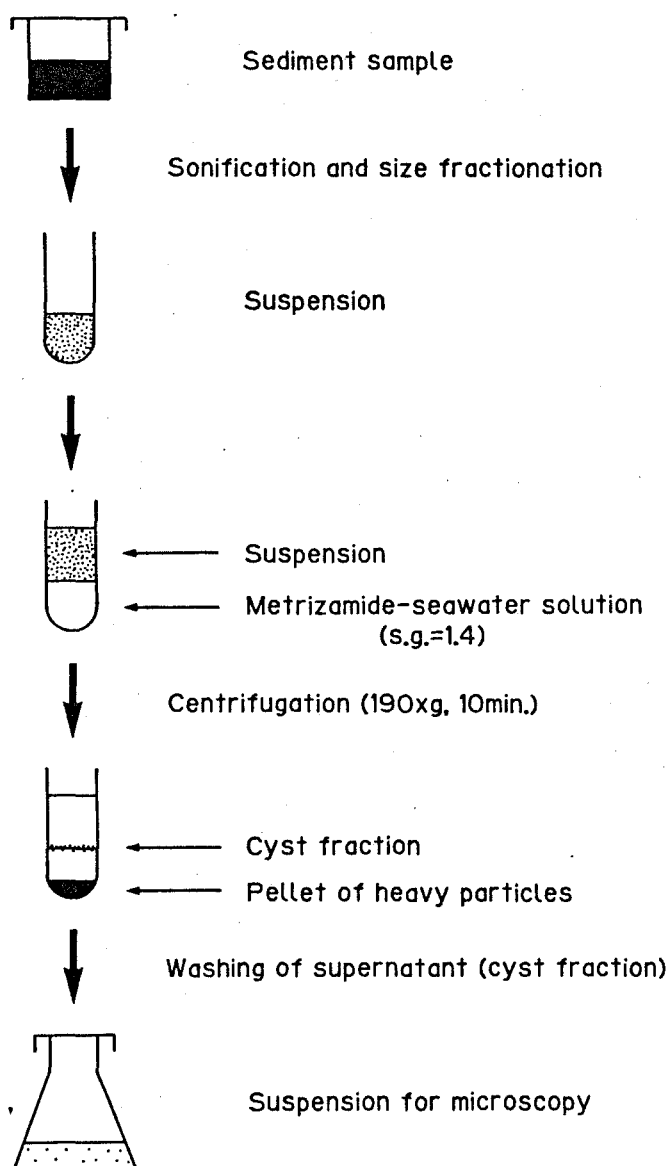 Sediment sample
Sonification and size fractionation
Suspension
Suspension
Metrizamide-seawater solution
(s.g.=1.4)
Centrifugation (190xg, 10min.)
Cyst fraction
Pellet of heavy particles
Washing of supernatant (cyst fraction)
Suspension for microscopy